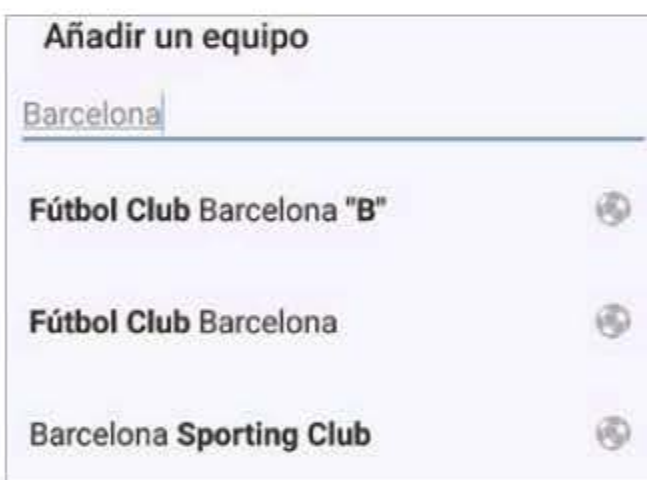 Añadir un equipo
Barcelona
Fútbol Club Barcelona "B"
Fútbol Club Barcelona
Barcelona Sporting Club